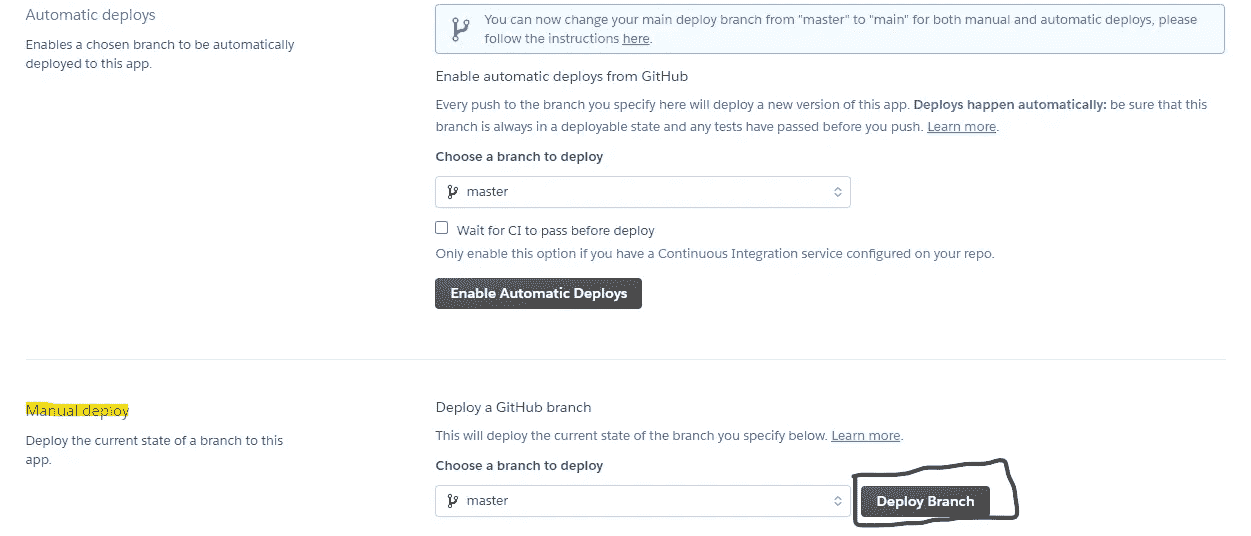 Automatic deploys
Enables a chosen branch to be automatically
deployed to this app.
You can now change your main deploy branch from "master" to "main" for both manual and automatic deploys, please
follow the instructions here.
Enable automatic deploys from GitHub
Every push to the branch you specify here will deploy a new version of this app. Deploys happen automatically: be sure that this
branch is always in a deployable state and any tests have passed before you push. Learn more.
Choose a branch to deploy
master
Wait for CI to pass before deploy
Only enable this option if you have a Continuous Integration service configured on your repo.
Enable Automatic Deploys
Manual deploy
Deploy the current state of a branch to this
app.
Deploy a GitHub branch
This will deploy the current state of the branch you specify below. Learn more.
Choose a branch to deploy
master
Deploy Branch